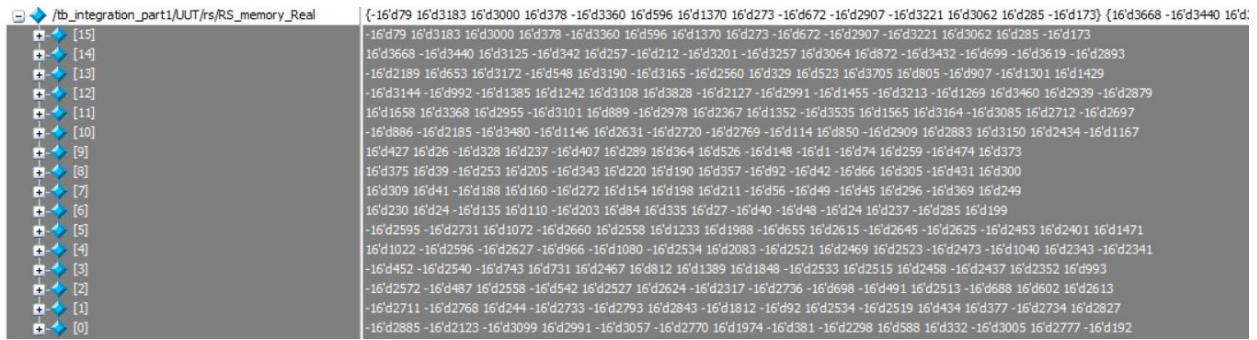 /tb_integration_part1/UUT/rs/RS_memory_Real {-16'd79 16'd3183 16'd3000 16'd378 -16'd3360 16'd596 16'd1370 16'd273 -16'd672 -16'd2907 -16'd3221 16'd3062 16'd285 -16'd173} {16'd3668 -16'd3440 16'd3
[15] -16'd79 16'd3183 16'd3000 16'd378 -16'd3360 16'd596 16'd1370 16'd273 -16'd672 -16'd2907 -16'd3221 16'd3062 16'd285 -16'd173
[14] 16'd3668 -16'd3440 16'd3125 -16'd342 16'd257 -16'd212 -16'd3201 -16'd3257 16'd3064 16'd872 -16'd3432 -16'd699 -16'd3619 -16'd2893
[13] -16'd2189 16'd653 16'd3172 -16'd548 16'd3190 -16'd3165 -16'd2560 16'd329 16'd523 16'd3705 16'd805 -16'd907 -16'd1301 16'd1429
[12] -16'd3144 -16'd992 -16'd1385 16'd1242 16'd3108 16'd3828 -16'd2127 -16'd2991 -16'd1455 -16'd3213 -16'd1269 16'd3460 16'd2939 -16'd2879
[11] 16'd1658 16'd3368 16'd2955 -16'd3101 16'd889 -16'd2978 16'd2367 16'd1352 -16'd3535 16'd1565 16'd3164 -16'd3085 16'd2712 -16'd2697
[10] -16'd886 -16'd2185 -16'd3480 -16'd1146 16'd2631 -16'd2720 -16'd2769 -16'd114 16'd850 -16'd2909 16'd2883 16'd3150 16'd2434 -16'd1167
[9] 16'd427 16'd26 -16'd328 16'd237 -16'd407 16'd289 16'd364 16'd526 -16'd148 -16'd1 -16'd74 16'd259 -16'd474 16'd373
[8] 16'd375 16'd39 -16'd253 16'd205 -16'd343 16'd220 16'd190 16'd357 -16'd92 -16'd42 -16'd66 16'd305 -16'd431 16'd300
[7] 16'd309 16'd41 -16'd188 16'd160 -16'd272 16'd154 16'd198 16'd211 -16'd56 -16'd49 -16'd45 16'd296 -16'd369 16'd249
[6] 16'd230 16'd24 -16'd135 16'd110 -16'd203 16'd84 16'd335 16'd27 -16'd40 -16'd48 -16'd24 16'd237 -16'd285 16'd199
[5] -16'd2595 -16'd2731 16'd1072 -16'd2660 16'd2558 16'd1233 16'd1988 -16'd655 16'd2615 -16'd2645 16'd2625 -16'd2453 16'd2401 16'd1471
[4] 16'd1022 -16'd2596 -16'd2627 -16'd966 -16'd1080 -16'd2534 16'd2083 -16'd2521 16'd2469 16'd2523 -16'd2473 -16'd1040 16'd2343 -16'd2341
[3] -16'd452 -16'd2540 -16'd743 16'd731 16'd2467 16'd812 16'd1389 16'd1848 -16'd2533 16'd2515 16'd2458 -16'd2437 16'd2352 16'd993
[2] -16'd2572 -16'd487 16'd2558 -16'd542 16'd2527 16'd2624 -16'd2317 -16'd2736 -16'd698 -16'd491 16'd2513 -16'd688 16'd602 16'd2613
[1] -16'd2711 -16'd2768 16'd244 -16'd2733 -16'd2793 16'd2843 -16'd1812 -16'd92 16'd2534 -16'd2519 16'd434 16'd377 -16'd2734 16'd2827
[0] -16'd2885 -16'd2123 -16'd3099 16'd2991 -16'd3057 -16'd2770 16'd1974 -16'd381 -16'd2298 16'd588 16'd332 -16'd3005 16'd2777 -16'd192